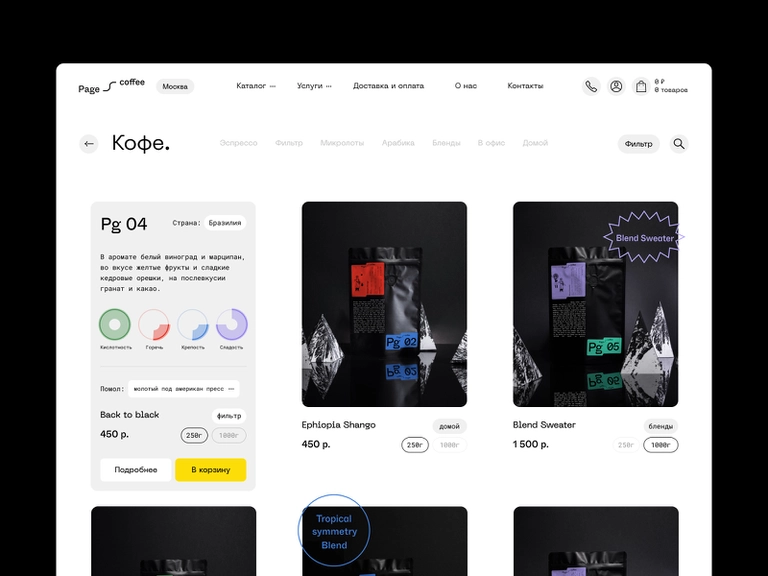 Page coffee
Москва
Каталог
Услуги
Доставка и оплата
О нас
Контакты
0 ₽
0 товаров
Кофе.
Эспрессо
Фильтр
Микролоты
Арабика
Бленды
В офис
Домой
Фильтр
Pg 04
Страна:
Бразилия
В аромате белый виноград и марципан,
во вкусе желтые фрукты и сладкие
кедровые орешки, на послевкусии
гранат и какао.
Кислотность
Горечь
Крепость
Сладость
Помол:
молотый под американ пресс —
Back to black
фильтр
450 р.
250г
1000г
Подробнее
В корзину
Pg 02
Ephiopia Shango
домой
450 р.
250г
1000г
Blend Sweater
Pg 05
Blend Sweater
бленды
1 500 р.
250г
1000г
Tropical
symmetry
Blend